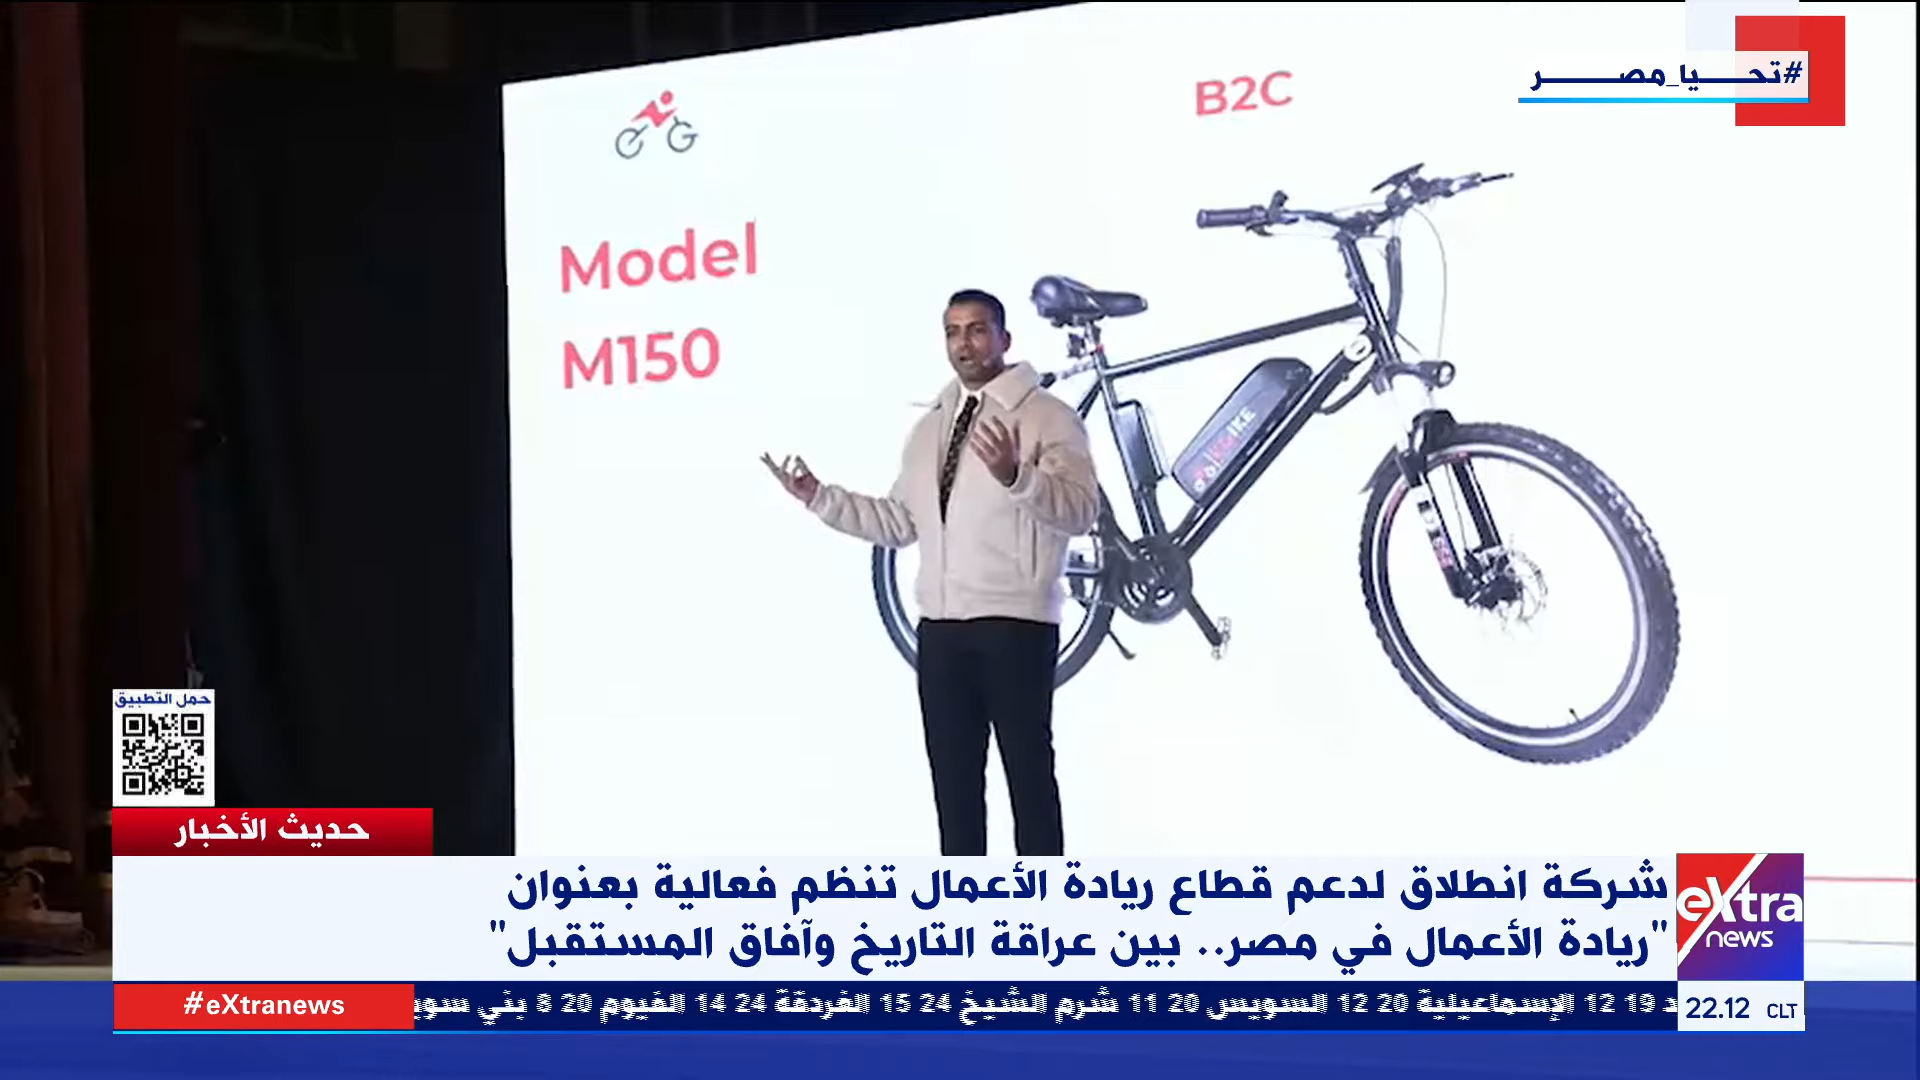 #تحيا_مصر
B2C
Model
M150
حمل التطبيق
حديث الأخبار
شركة انطلاق لدعم قطاع ريادة الأعمال تنظم فعالية بعنوان
"ريادة الأعمال في مصر.. بين عراقة التاريخ وآفاق المستقبل"
eXtra
news
#eXtranews
د 19 12 الإسماعيلية 20 12 السويس 20 11 شرم الشيخ 24 15 الغردقة 24 14 الفيوم 20 8 بني سوي
22.12 CLT